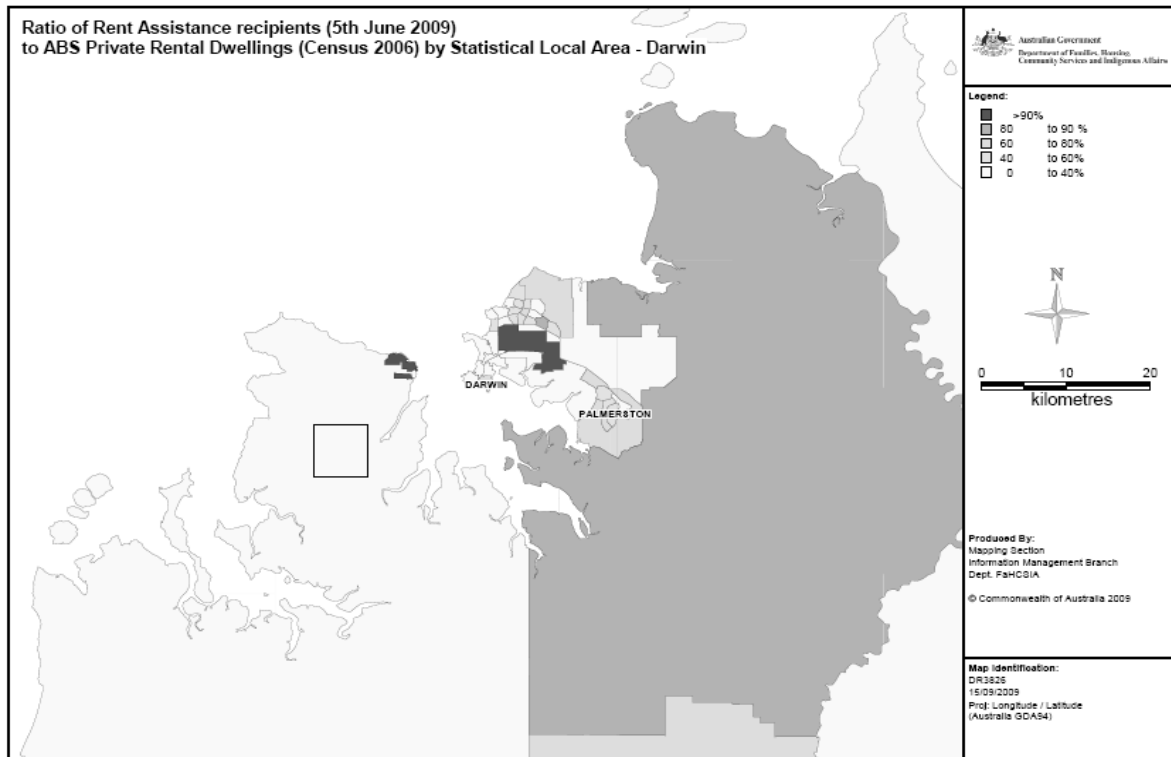 Ratio of Rent Assistance recipients (5th June 2009)
to ABS Private Rental Dwellings (Census 2006) by Statistical Local Area - Darwin
Australian Government
Department of Families, Housing,
Community Services and Indigenous Affairs
Legend:
>90%
80 to 90 %
60 to 80%
40 to 60%
0 to 40%
N
0 10 20
kilometres
DARWIN
PALMERSTON
Produced By:
Mapping Section
Information Management Branch
Dept. FaHCSIA
© Commonwealth of Australia 2009
Map Identification:
DR3826
15/09/2009
Proj: Longitude / Latitude
(Australia GDA94)